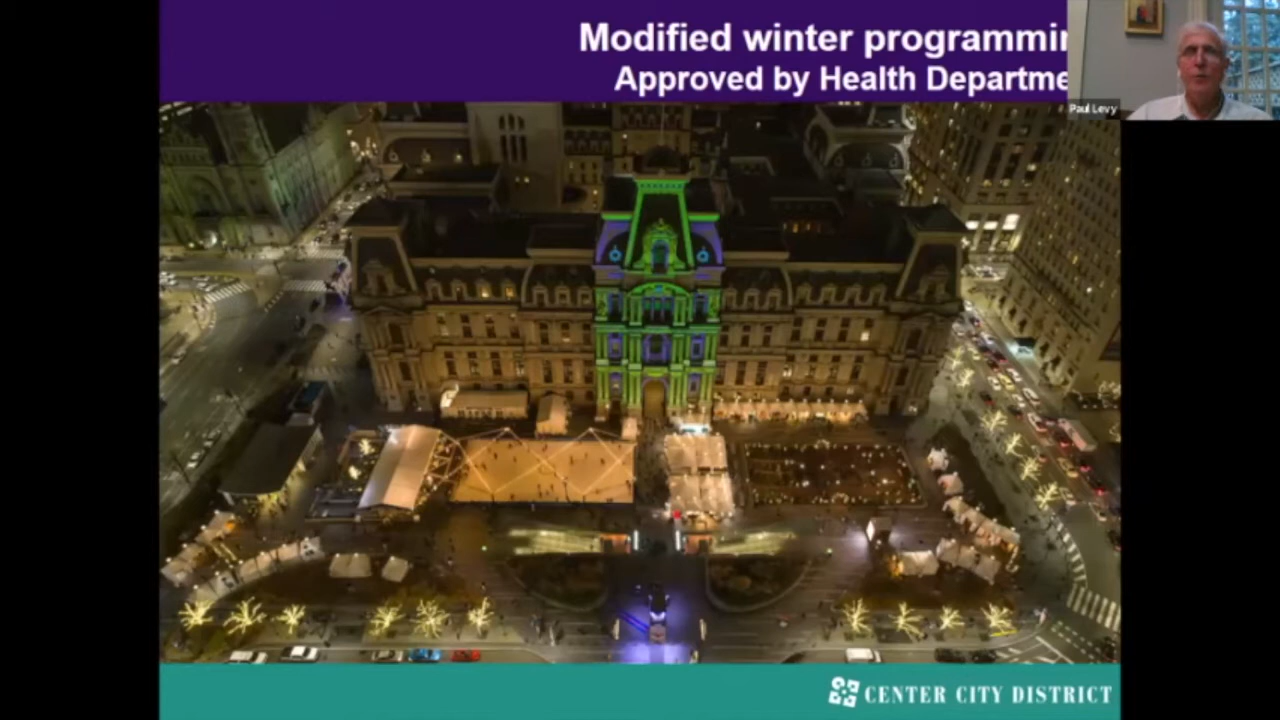 Modified winter programmin
Approved by Health Departme
Paul Levy
CENTER CITY DISTRICT